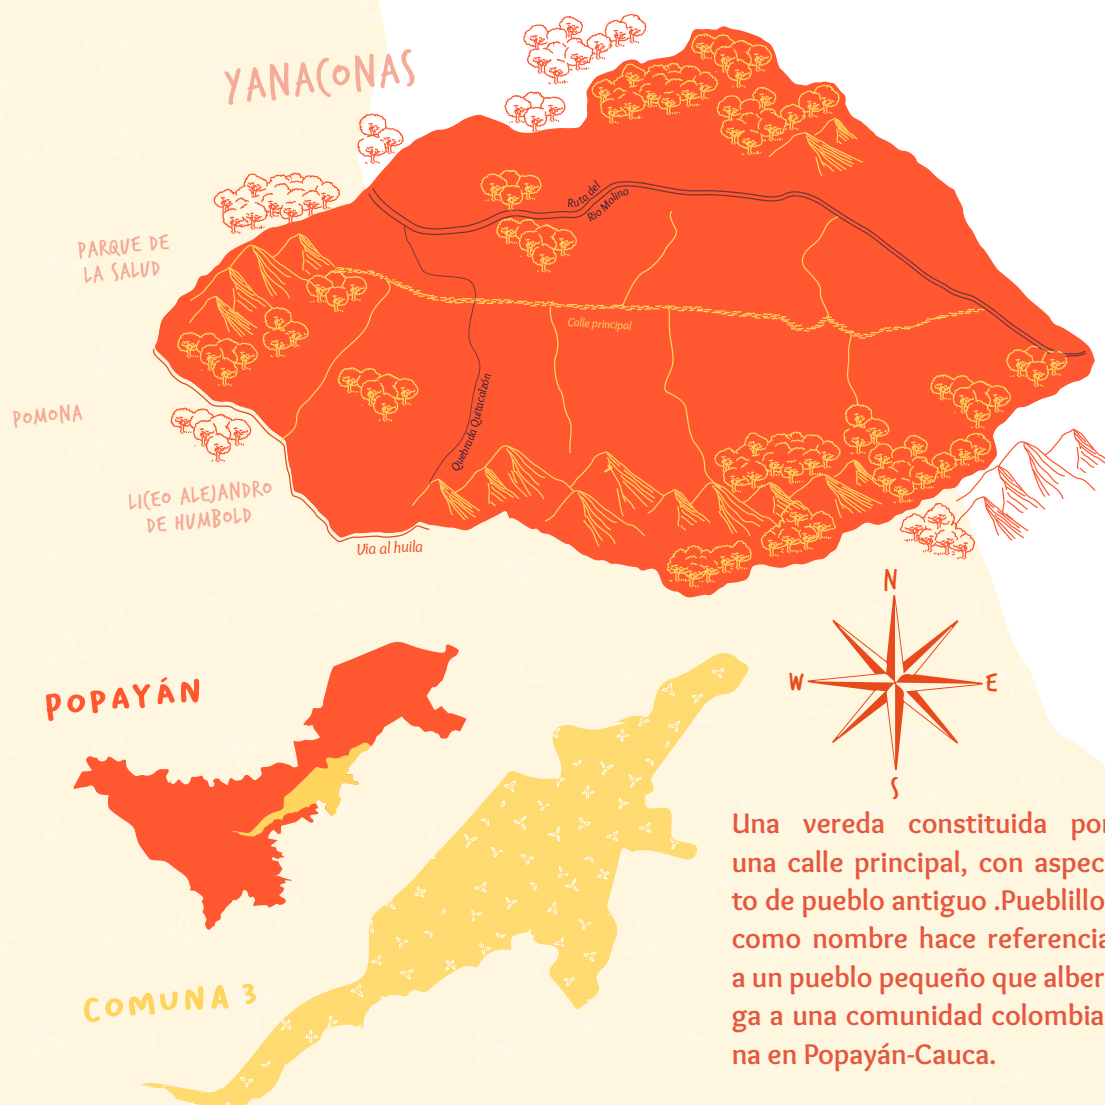 YANACONAS
Ruta del
Rio Molino
PARQUE DE
LA SALUD
Calle principal
POMONA
Quebrada Quitacalzón
LICEO ALEJANDRO
DE HUMBOLD
Via al huila
N
W
E
S
POPAYÁN
COMUNA 3
Una vereda constituida por
una calle principal, con aspec
to de pueblo antiguo .Pueblillo
como nombre hace referencia
a un pueblo pequeño que alber
ga a una comunidad colombia
na en Popayán-Cauca.